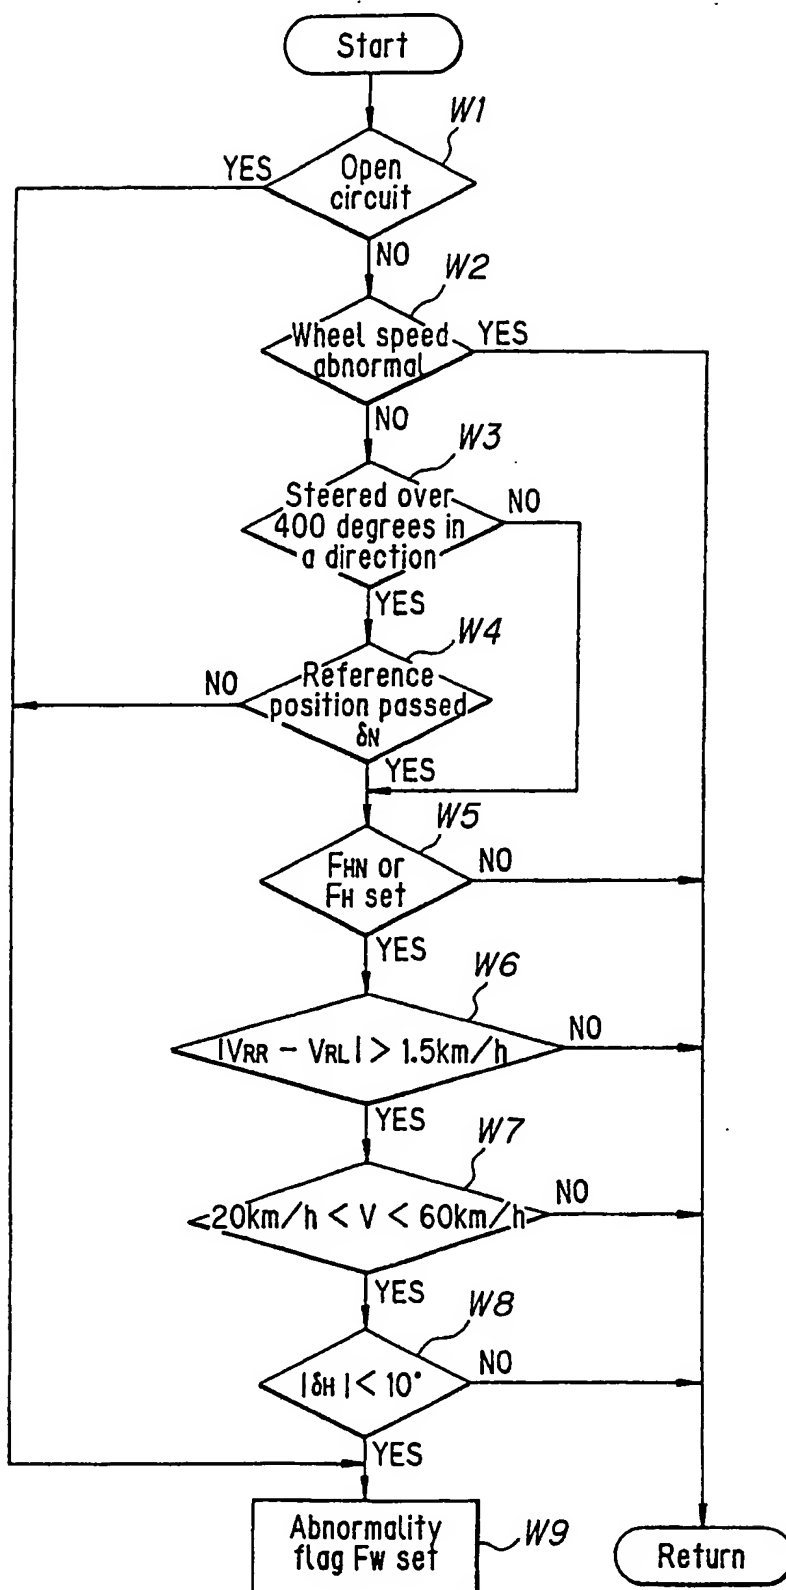 Start
W1
YES
Open
circuit
NO
W2
Wheel speed
abnormal
YES
NO
W3
Steered over
400 degrees in
a direction
NO
YES
W4
NO
Reference
position passed
δN
YES
W5
FHN or
FH set
NO
YES
W6
|VRR − VRL| > 1.5km/h
NO
YES
W7
20km/h < V < 60km/h
NO
YES
W8
|δH| < 10°
NO
YES
Abnormality
flag Fw set
W9
Return